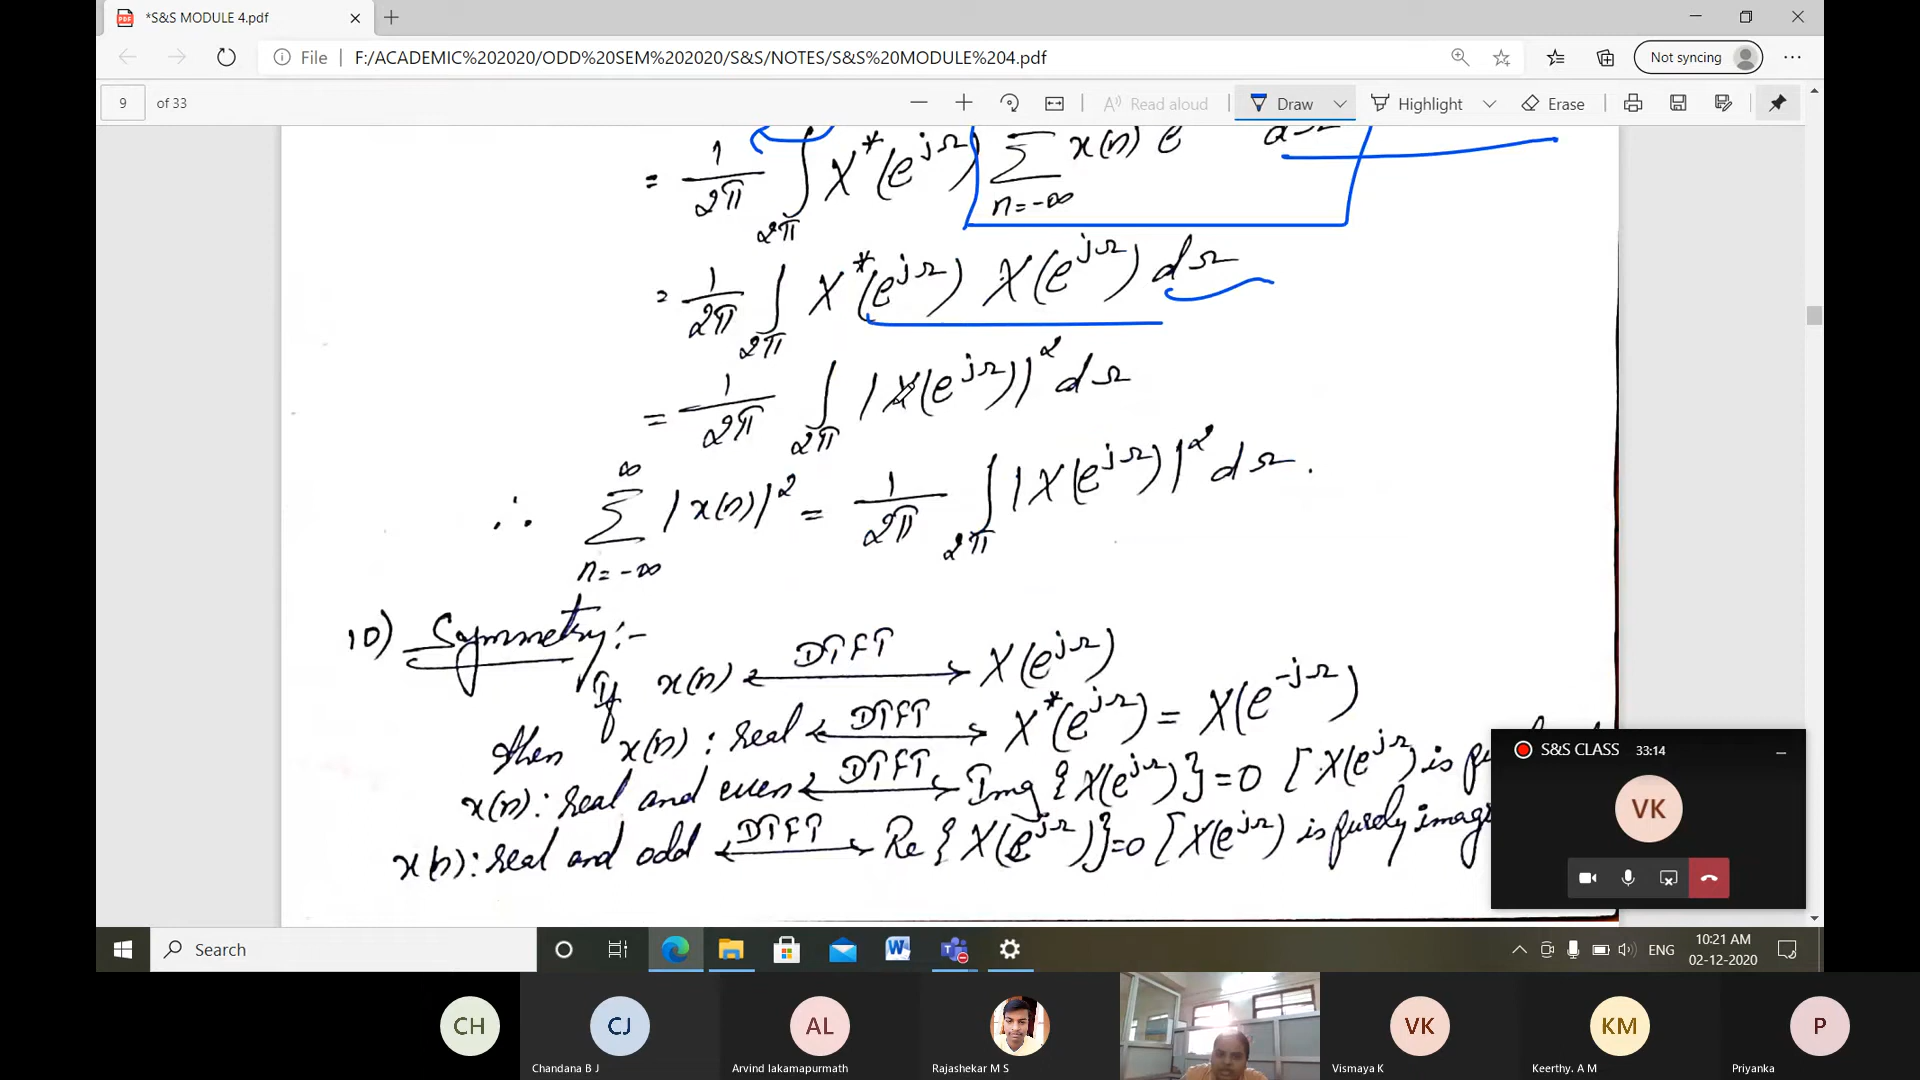 *S&S MODULE 4.pdf
File F:/ACADEMIC%202020/ODD%20SEM%202020/S&S/NOTES/S&S%20MODULE%204.pdf
Not syncing
9 of 33
Read aloud Draw Highlight Erase
= 1/2π ∫2π X*(e^jΩ) Σ n=-∞ x(n) e dΩ
= 1/2π ∫2π X*(e^jΩ) X(e^jΩ) dΩ
= 1/2π ∫2π |X(e^jΩ)|² dΩ
∴ ∞ Σ n=-∞ |x(n)|² = 1/2π ∫2π |X(e^jΩ)|² dΩ.
10) Symmetry:-
If x(n) <-DTFT-> X(e^jΩ)
then x(n): real <-DTFT-> X*(e^jΩ) = X(e^-jΩ)
x(n): real and even <-DTFT-> Img{X(e^jΩ)}=0 [X(e^jΩ) is
x(n): real and odd <-DTFT-> Re{X(e^jΩ)}=0 [X(e^jΩ) is purely imag
S&S CLASS 33:14
VK
Search
ENG
10:21 AM
02-12-2020
CH CJ AL VK KM P
Chandana B J Arvind lakamapurmath Rajashekar M S Vismaya K Keerthy. A M Priyanka